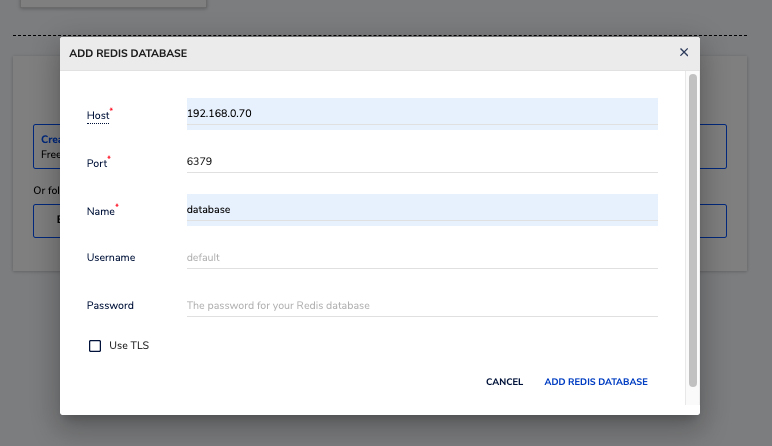 ADD REDIS DATABASE
Host*
192.168.0.70
Port*
6379
Name*
database
Username
default
Password
The password for your Redis database
Use TLS
CANCEL
ADD REDIS DATABASE
Free
Or fol